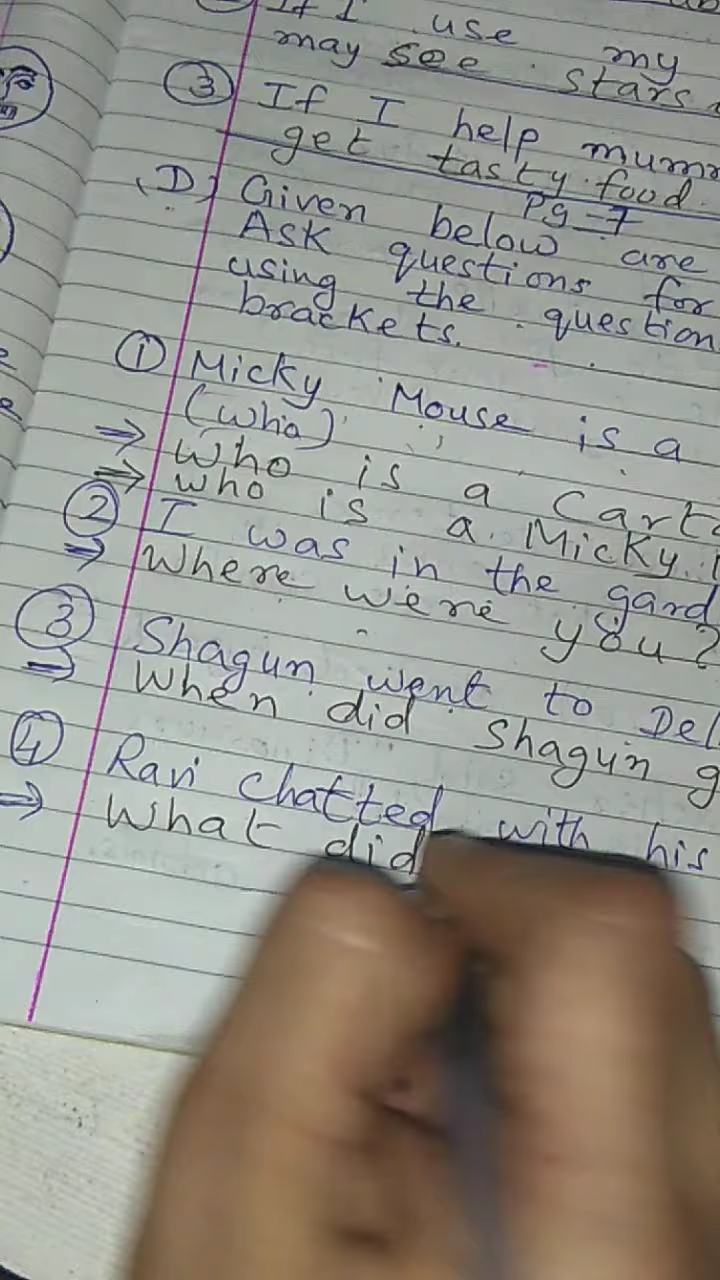 If I use my
may see stars
③ If I help mumm
get tasty food.
Pg-7
(D) Given below are
Ask questions for
using the question
brackets.
① Micky Mouse is a
(Who)
⇒ Who is a Carto
⇒ Who is a Micky
② I was in the gard
⇒ Where were you?
③ Shagun went to Del
⇒ When did Shagun g
④ Ravi chatted with his
⇒ What did